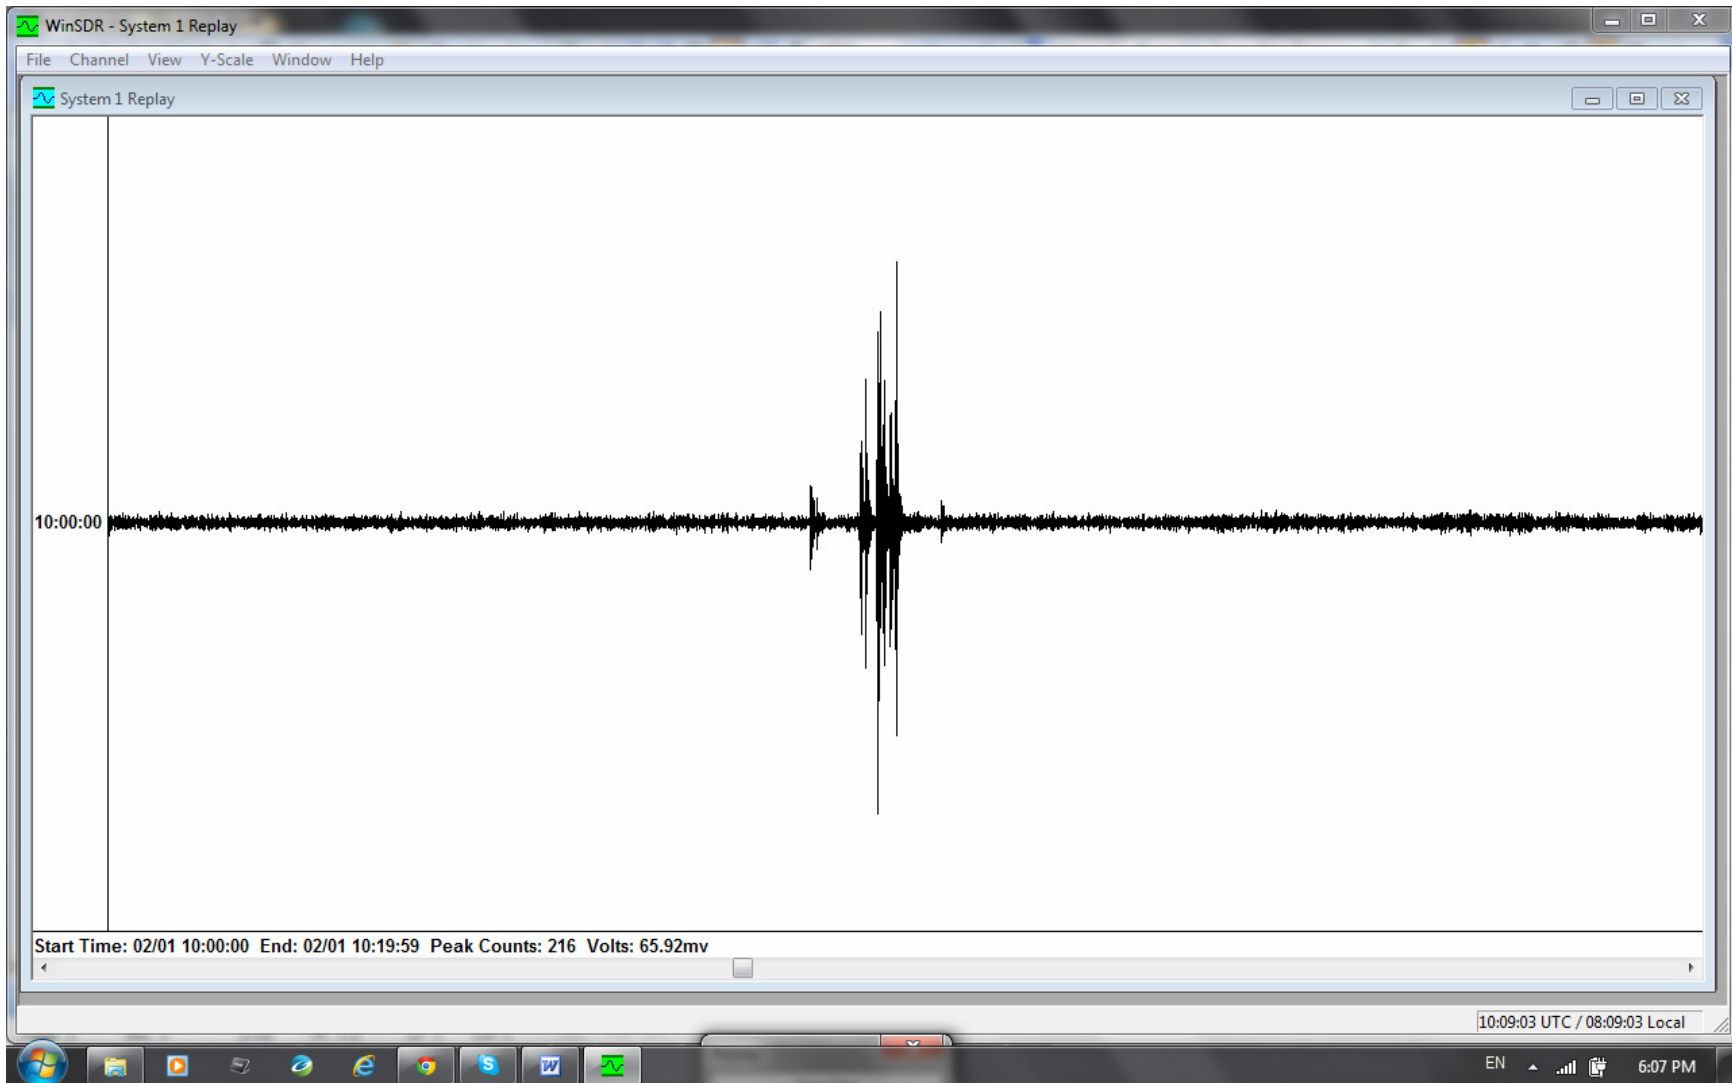 WinSDR - System 1 Replay
File Channel View Y-Scale Window Help
System 1 Replay
10:00:00
Start Time: 02/01 10:00:00 End: 02/01 10:19:59 Peak Counts: 216 Volts: 65.92mv
10:09:03 UTC / 08:09:03 Local
EN 6:07 PM